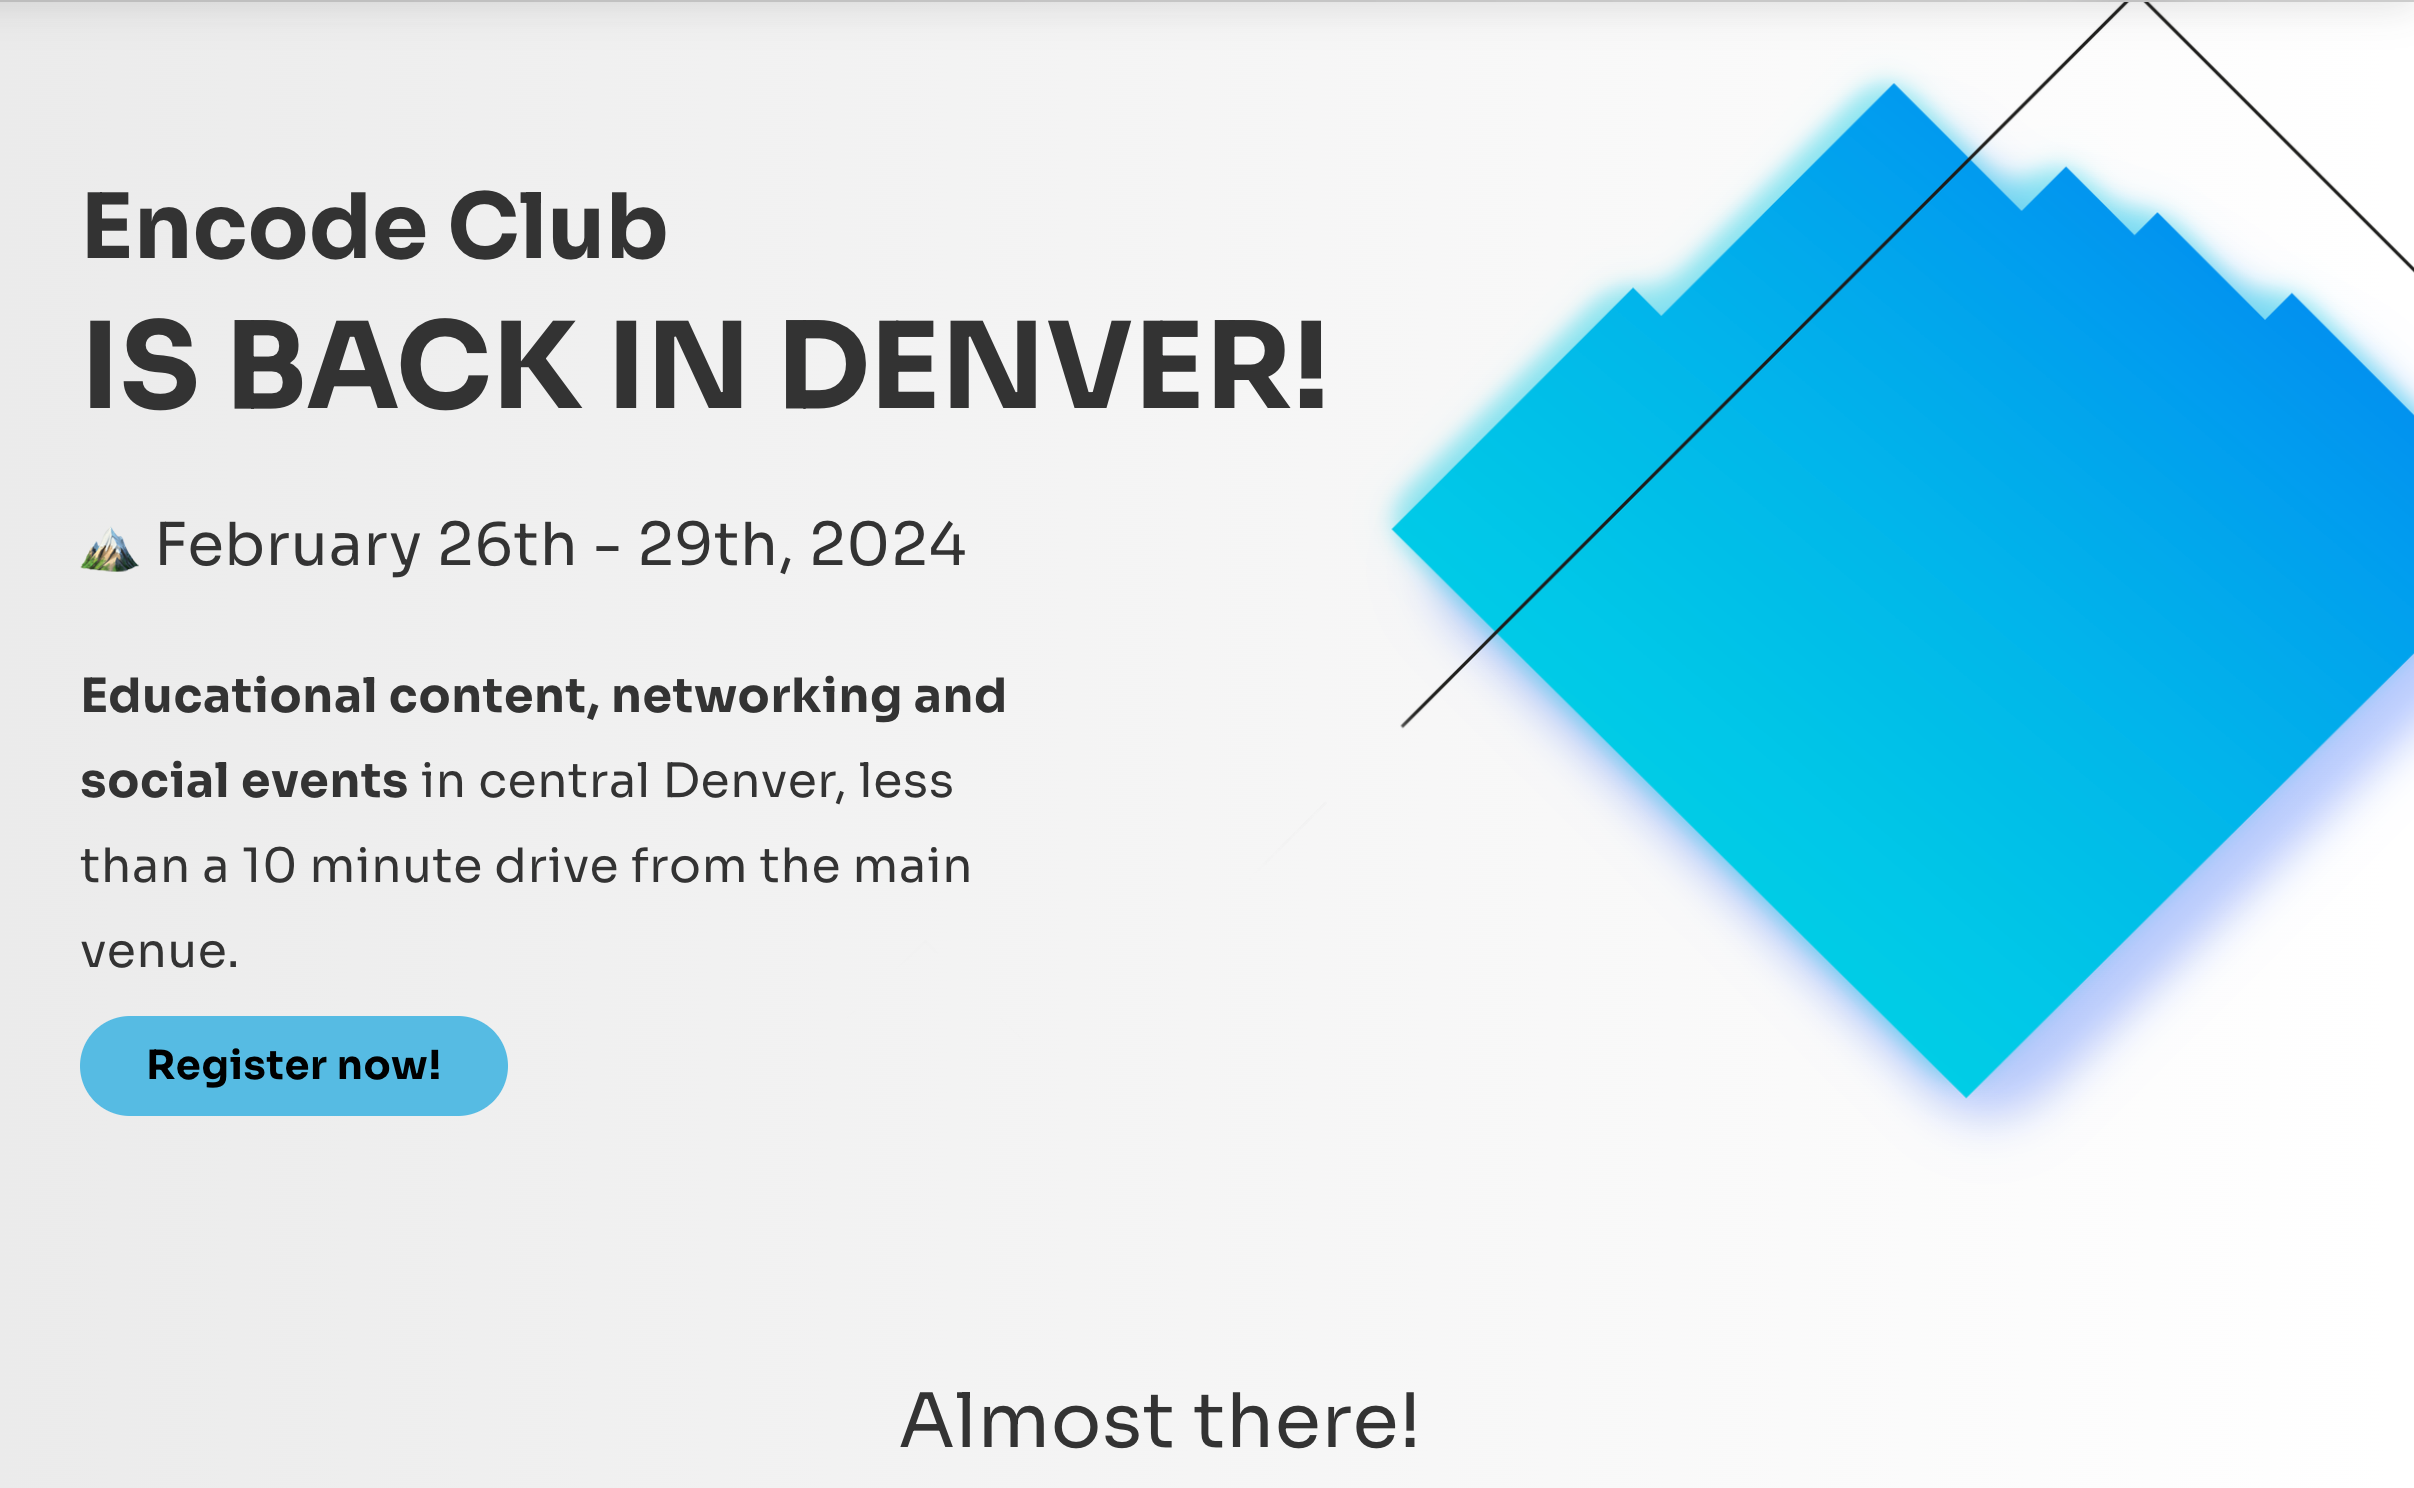 Encode Club
IS BACK IN DENVER!
February 26th - 29th, 2024
Educational content, networking and
social events in central Denver, less
than a 10 minute drive from the main
venue.
Register now!
Almost there!